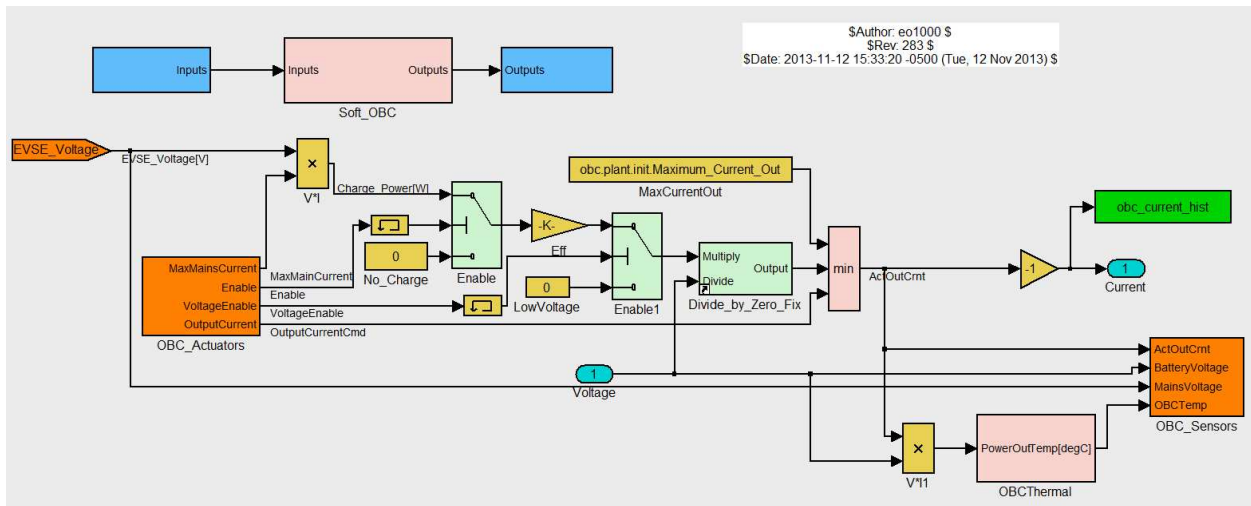 $Author: eo1000 $
$Rev: 283 $
$Date: 2013-11-12 15:33:20 -0500 (Tue, 12 Nov 2013) $
Inputs
Inputs
Outputs
Outputs
Soft_OBC
EVSE_Voltage
EVSE_Voltage[V]
×
V*I
Charge_Power[W]
obc.plant.init.Maximum_Current_Out
MaxCurrentOut
obc_current_hist
-K-
Eff
0
No_Charge
Enable
Multiply
Divide
Output
Divide_by_Zero_Fix
min
ActOutCrnt
-1
1
Current
MaxMainsCurrent
Enable
VoltageEnable
OutputCurrent
OBC_Actuators
MaxMainCurrent
Enable
VoltageEnable
OutputCurrentCmd
0
LowVoltage
Enable1
1
Voltage
ActOutCrnt
BatteryVoltage
MainsVoltage
OBCTemp
OBC_Sensors
×
V*I1
PowerOutTemp[degC]
OBCThermal